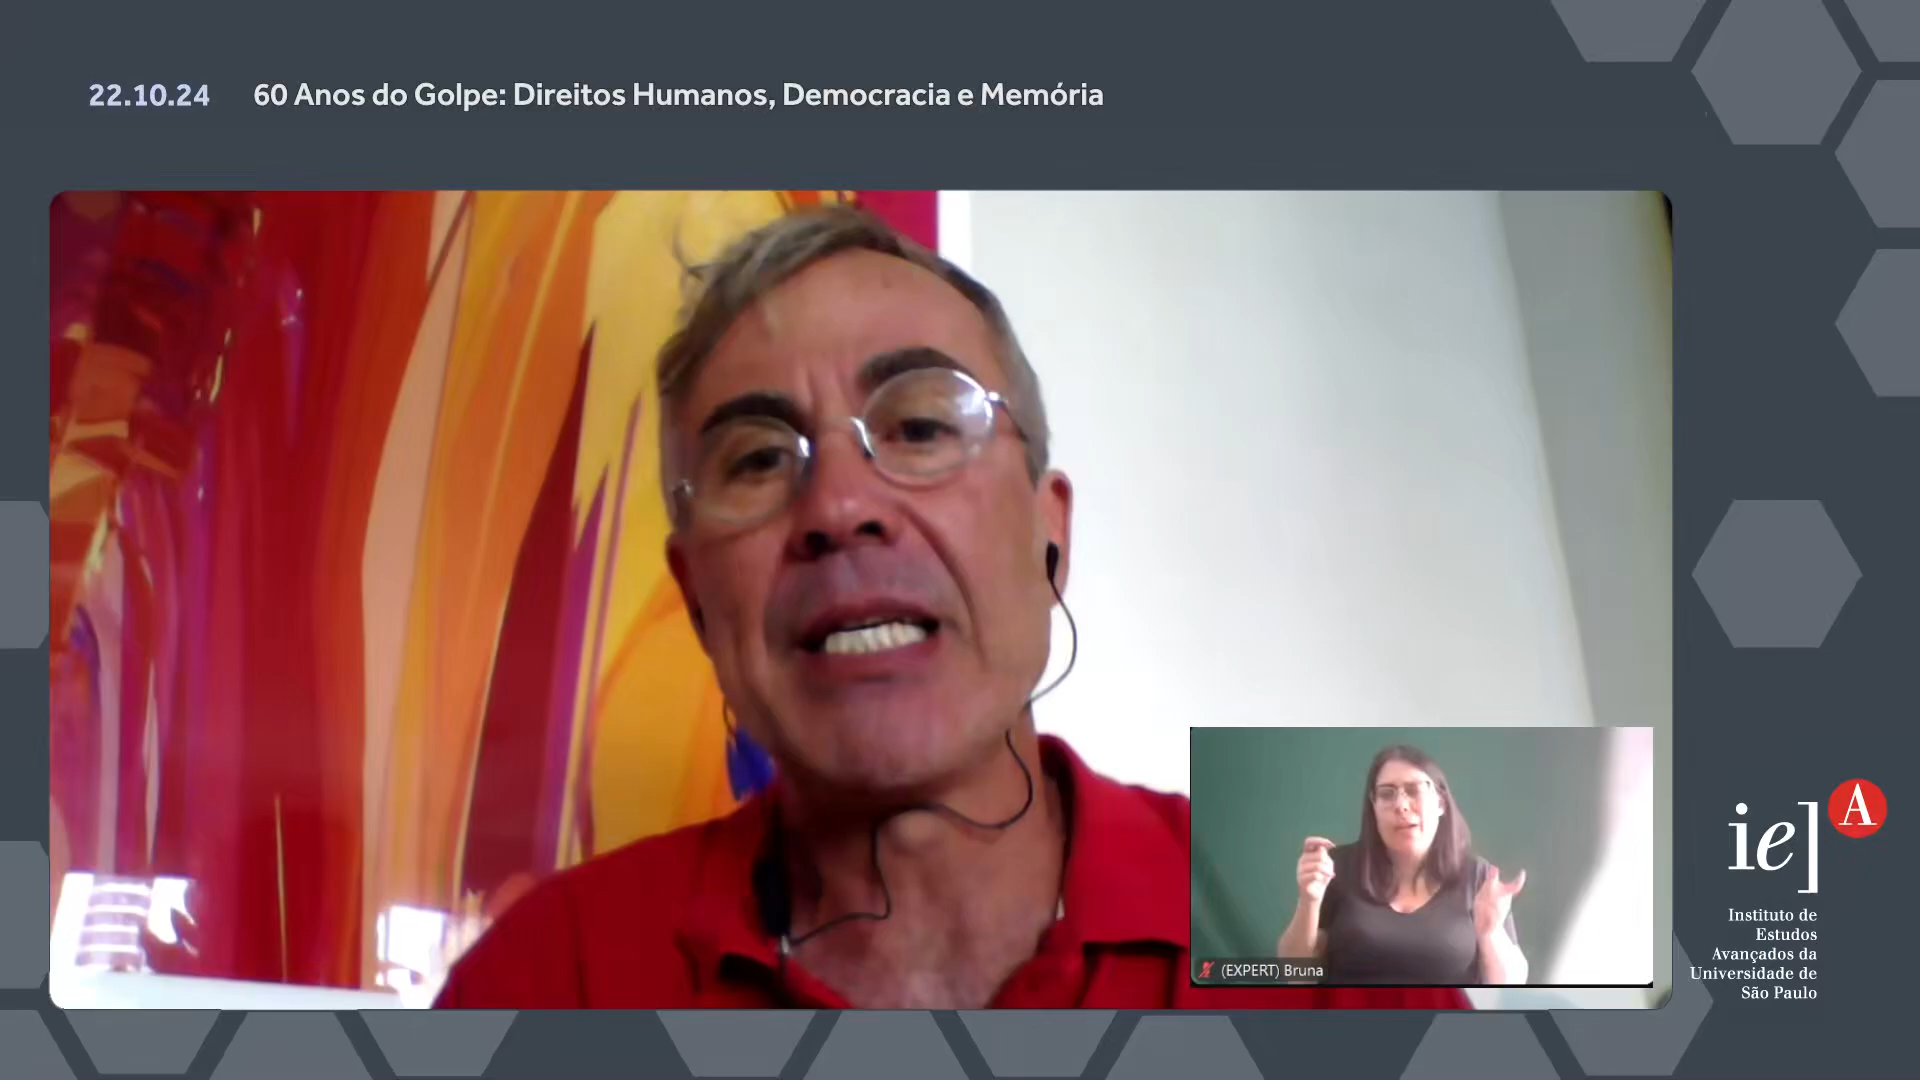 22.10.24 60 Anos do Golpe: Direitos Humanos, Democracia e Memória
(EXPERT) Bruna
ie] A
Instituto de
Estudos
Avançados da
Universidade de
São Paulo